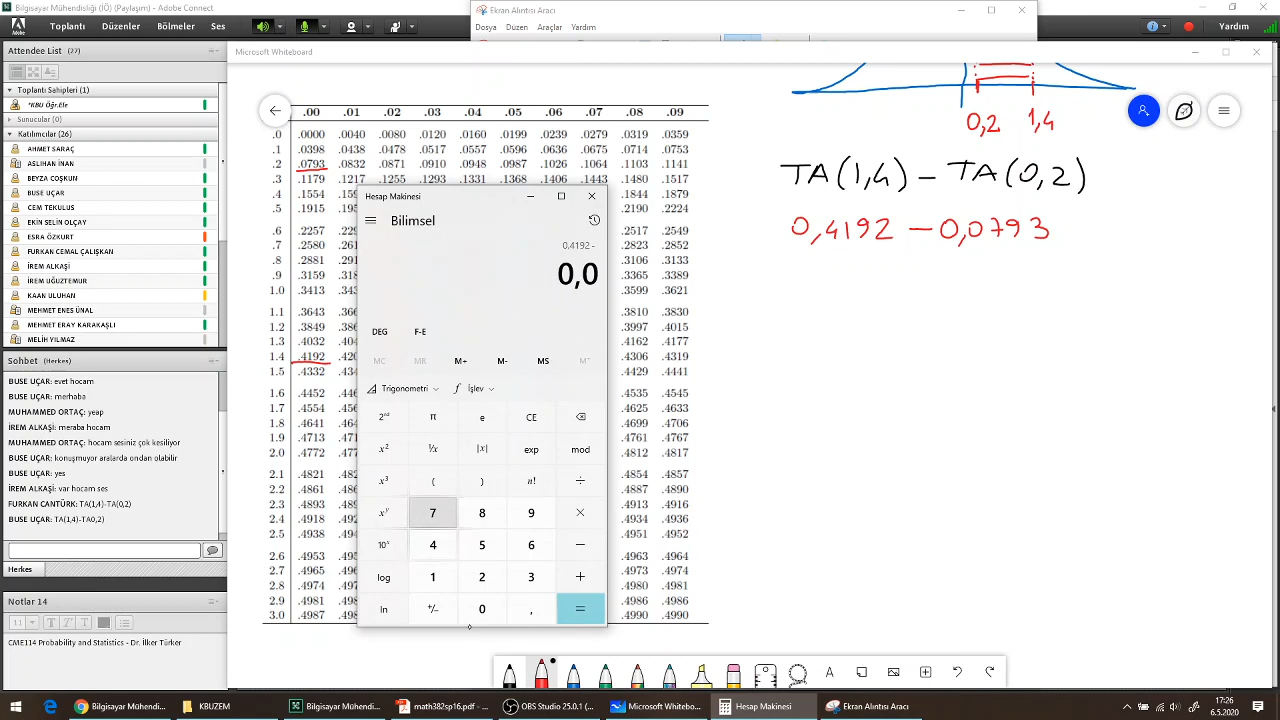 Bilgisayar Mühendisliği (İÖ) (Paylaşım) - Adobe Connect
Toplantı Düzenler Bölmeler Ses
Yardım
Ekran Alıntısı Aracı
Dosya Düzen Araçlar Yardım
Attendee List (27)
Toplantı Sahipleri (1)
*KBU Öğr.Ele
Sunucular (0)
Katılımcılar (26)
AHMET SARAÇ
ASLIHAN İNAN
BEYZA COŞKUN
BUSE UÇAR
CEM TEKULUS
EKİN SELİN OLÇAY
ESRA ÖZKURT
FURKAN CEMAL ÇALIŞKAN
İREM ALKAŞİ
İREM UĞUZTEMUR
KAAN ULUHAN
MEHMET ENES ÜNAL
MEHMET ERAY KARAKAŞLI
MELİH YILMAZ
Sohbet (Herkes)
BUSE UÇAR: evet hocam
BUSE UÇAR: merhaba
MUHAMMED ORTAÇ: yeap
İREM ALKAŞİ: meraba hocam
MUHAMMED ORTAÇ: hocam sesiniz çok kesiliyor
BUSE UÇAR: konuşmuyor aralarda ondan olabilir
BUSE UÇAR: yes
İREM ALKAŞİ: var hocam ses
FURKAN CANTÜRK: TA(1,4)-TA(0,2)
BUSE UÇAR: TA(1,4)-TA0,2)
Herkes
Notlar 14
11 T T T
CME114 Probability and Statistics - Dr. İlker Türker
Microsoft Whiteboard
.00 .01 .02 .03 .04 .05 .06 .07 .08 .09
.0 .0000 .0040 .0080 .0120 .0160 .0199 .0239 .0279 .0319 .0359
.1 .0398 .0438 .0478 .0517 .0557 .0596 .0636 .0675 .0714 .0753
.2 .0793 .0832 .0871 .0910 .0948 .0987 .1026 .1064 .1103 .1141
.3 .1179 .1217 .1255 .1293 .1331 .1368 .1406 .1443 .1480 .1517
.4 .1554 .1844 .1879
.5 .1915 .2190 .2224
.6 .2257 .2517 .2549
.7 .2580 .2823 .2852
.8 .2881 .3106 .3133
.9 .3159 .3365 .3389
1.0 .3413 .3599 .3621
1.1 .3643 .3810 .3830
1.2 .3849 .3997 .4015
1.3 .4032 .4162 .4177
1.4 .4192 .4306 .4319
1.5 .4332 .4429 .4441
1.6 .4452 .4535 .4545
1.7 .4554 .4625 .4633
1.8 .4641 .4699 .4706
1.9 .4713 .4761 .4767
2.0 .4772 .4812 .4817
2.1 .4821 .4854 .4857
2.2 .4861 .4887 .4890
2.3 .4893 .4913 .4916
2.4 .4918 .4934 .4936
2.5 .4938 .4951 .4952
2.6 .4953 .4963 .4964
2.7 .4965 .4973 .4974
2.8 .4974 .4980 .4981
2.9 .4981 .4986 .4986
3.0 .4987 .4990 .4990
Hesap Makinesi
Bilimsel
0,4192 -
0,0
DEG F-E
MC MR M+ M- MS M˅
Trigonometri f İşlev
2nd π e CE
x² ⅟x |x| exp mod
x³ ( ) n! ÷
xʸ 7 8 9 ×
10ˣ 4 5 6 −
log 1 2 3 +
ln +/− 0 , =
0,2 1,4
TA(1,4) - TA(0,2)
0,4192 - 0,0793
A
Bilgisayar Mühendi...
KBUZEM
Bilgisayar Mühendi...
math382sp16.pdf - ...
OBS Studio 23.0.1 (...
Microsoft Whitebo...
Hesap Makinesi
Ekran Alıntısı Aracı
17:26
6.5.2020